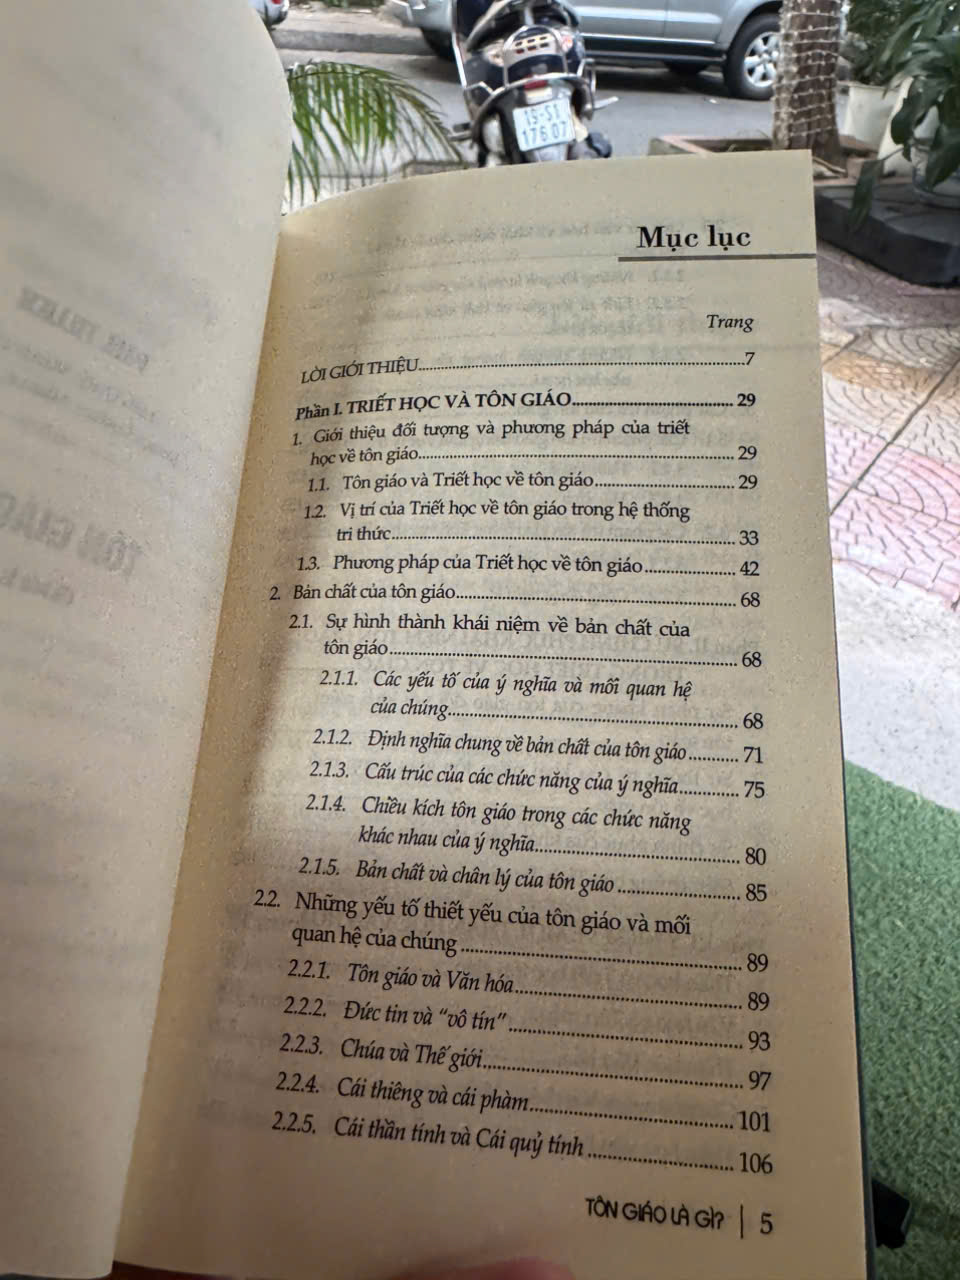 19-S1
176.07
Mục lục
Trang
LỜI GIỚI THIỆU....................7
Phần I. TRIẾT HỌC VÀ TÔN GIÁO.................... 29
1. Giới thiệu đối tượng và phương pháp của triết
học về tôn giáo.................... 29
1.1. Tôn giáo và Triết học về tôn giáo.................... 29
1.2. Vị trí của Triết học về tôn giáo trong hệ thống
tri thức.................... 33
1.3. Phương pháp của Triết học về tôn giáo.................... 42
2. Bản chất của tôn giáo.................... 68
2.1. Sự hình thành khái niệm về bản chất của
tôn giáo.................... 68
2.1.1. Các yếu tố của ý nghĩa và mối quan hệ
của chúng.................... 68
2.1.2. Định nghĩa chung về bản chất của tôn giáo........... 71
2.1.3. Cấu trúc của các chức năng của ý nghĩa............. 75
2.1.4. Chiều kích tôn giáo trong các chức năng
khác nhau của ý nghĩa.................... 80
2.1.5. Bản chất và chân lý của tôn giáo.................... 85
2.2. Những yếu tố thiết yếu của tôn giáo và mối
quan hệ của chúng.................... 89
2.2.1. Tôn giáo và Văn hóa.................... 89
2.2.2. Đức tin và "vô tín".................... 93
2.2.3. Chúa và Thế giới.................... 97
2.2.4. Cái thiêng và cái phàm.................... 101
2.2.5. Cái thần tính và Cái quỷ tính.................... 106
TÔN GIÁO LÀ GÌ? | 5